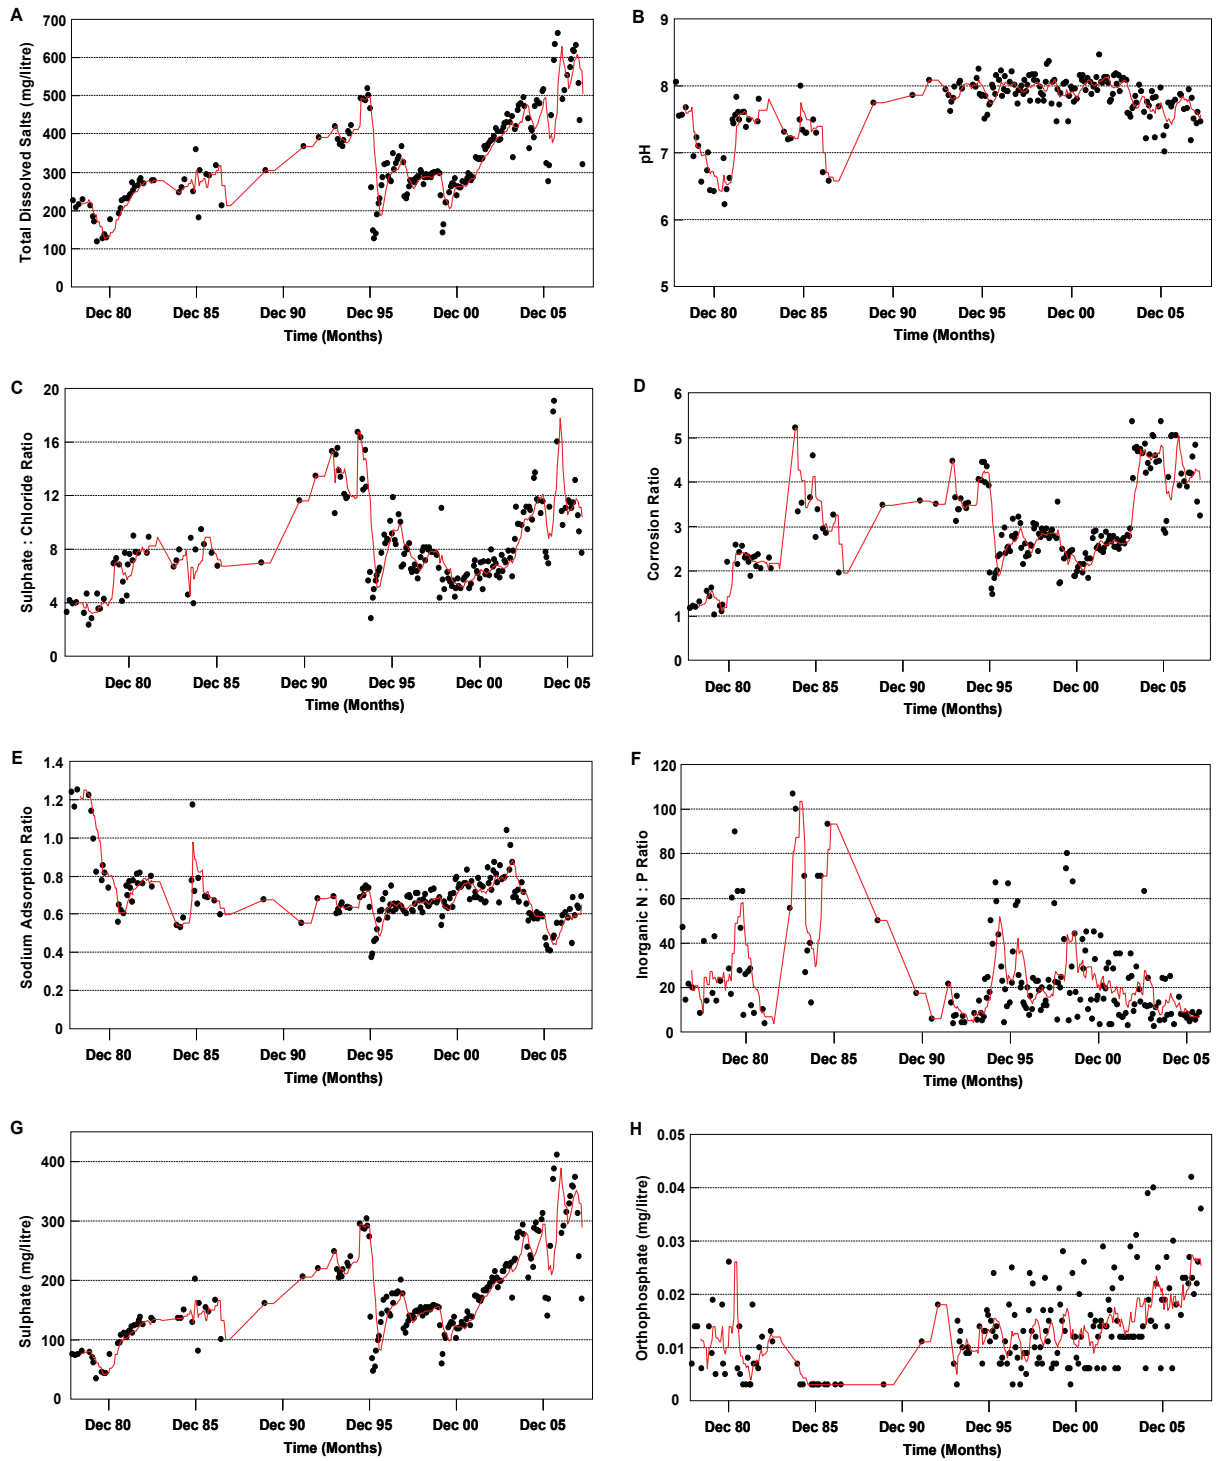 A
Total Dissolved Salts (mg/litre)
700
600
500
400
300
200
100
0
Dec 80 Dec 85 Dec 90 Dec 95 Dec 00 Dec 05
Time (Months)
B
pH
9
8
7
6
5
Dec 80 Dec 85 Dec 90 Dec 95 Dec 00 Dec 05
Time (Months)
C
Sulphate : Chloride Ratio
20
16
12
8
4
0
Dec 80 Dec 85 Dec 90 Dec 95 Dec 00 Dec 05
Time (Months)
D
Corrosion Ratio
6
5
4
3
2
1
0
Dec 80 Dec 85 Dec 90 Dec 95 Dec 00 Dec 05
Time (Months)
E
Sodium Adsorption Ratio
1.4
1.2
1.0
0.8
0.6
0.4
0.2
0
Dec 80 Dec 85 Dec 90 Dec 95 Dec 00 Dec 05
Time (Months)
F
Inorganic N : P Ratio
120
100
80
60
40
20
0
Dec 80 Dec 85 Dec 90 Dec 95 Dec 00 Dec 05
Time (Months)
G
Sulphate (mg/litre)
400
300
200
100
0
Dec 80 Dec 85 Dec 90 Dec 95 Dec 00 Dec 05
Time (Months)
H
Orthophosphate (mg/litre)
0.05
0.04
0.03
0.02
0.01
0
Dec 80 Dec 85 Dec 90 Dec 95 Dec 00 Dec 05
Time (Months)